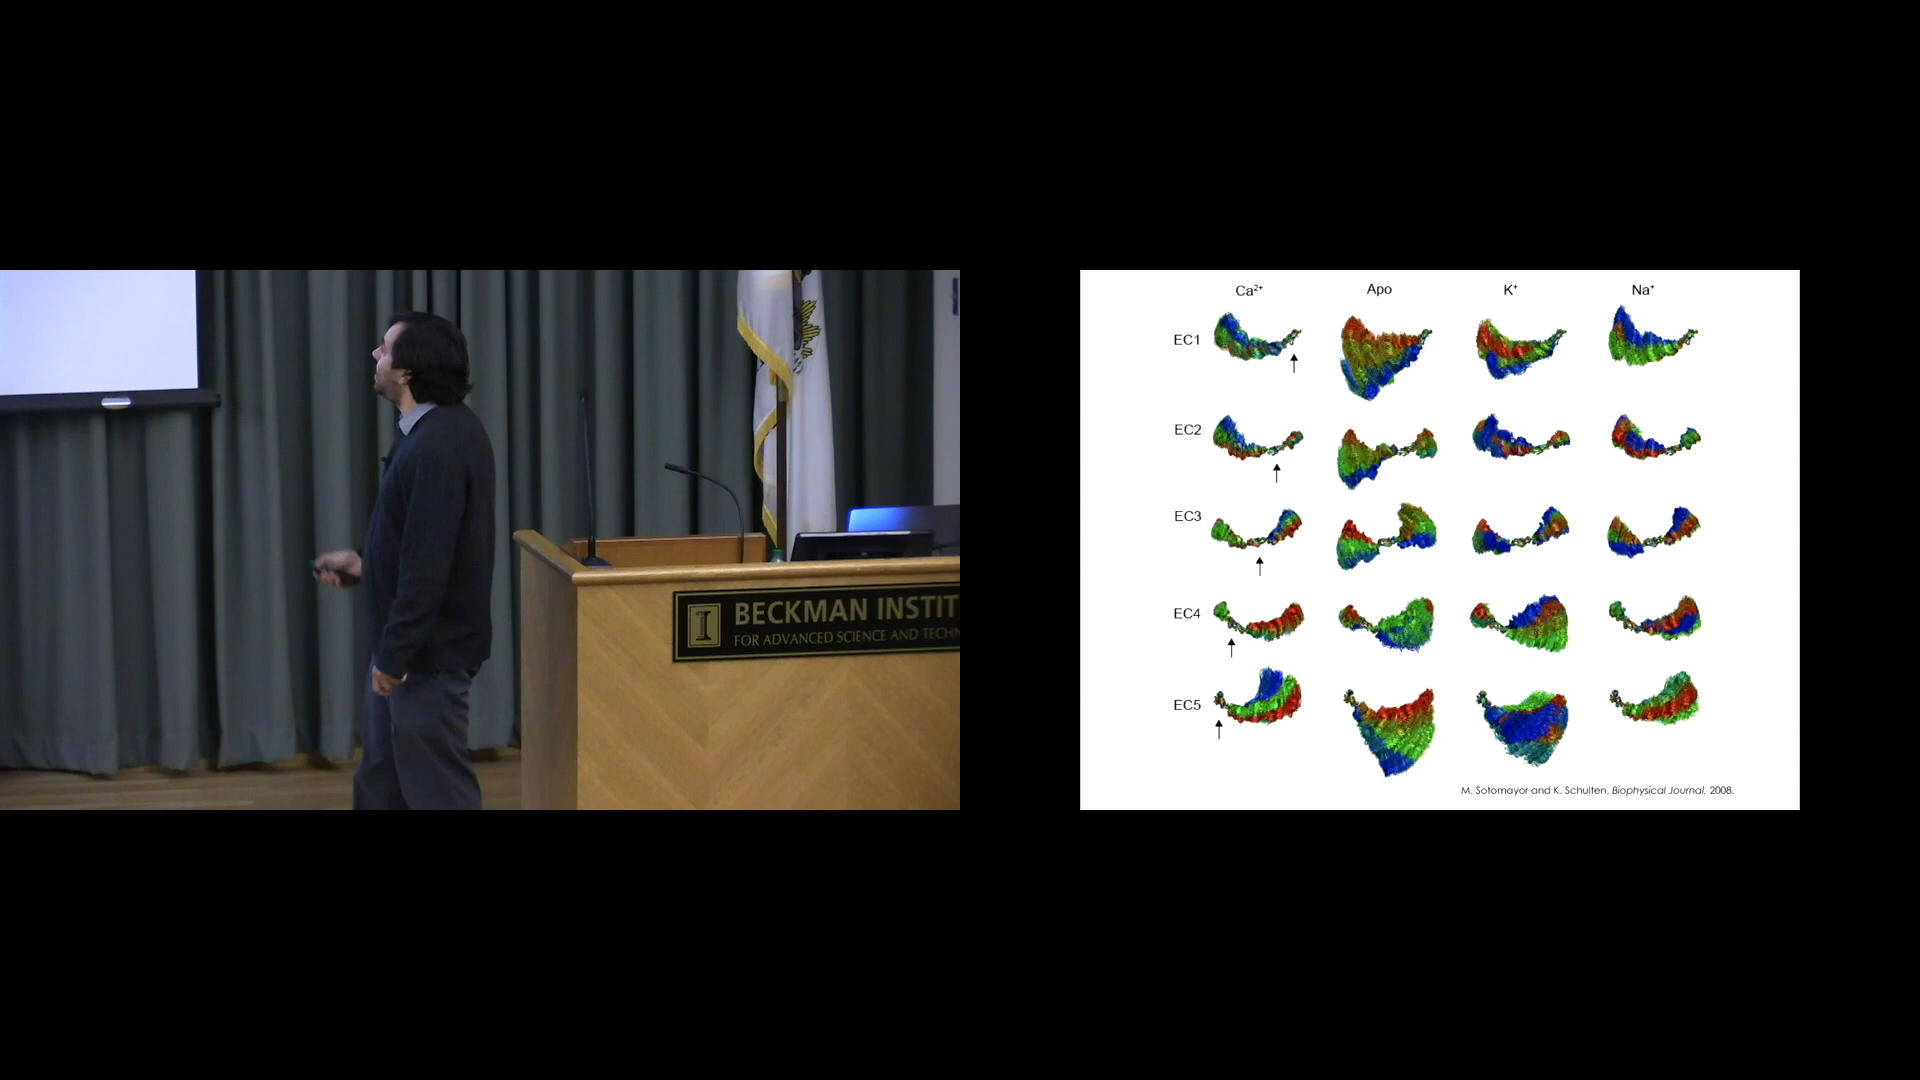 BECKMAN INSTIT
FOR ADVANCED SCIENCE AND TECHN
Ca²⁺ Apo K⁺ Na⁺
EC1
EC2
EC3
EC4
EC5
M. Sotomayor and K. Schulten, Biophysical Journal, 2008.